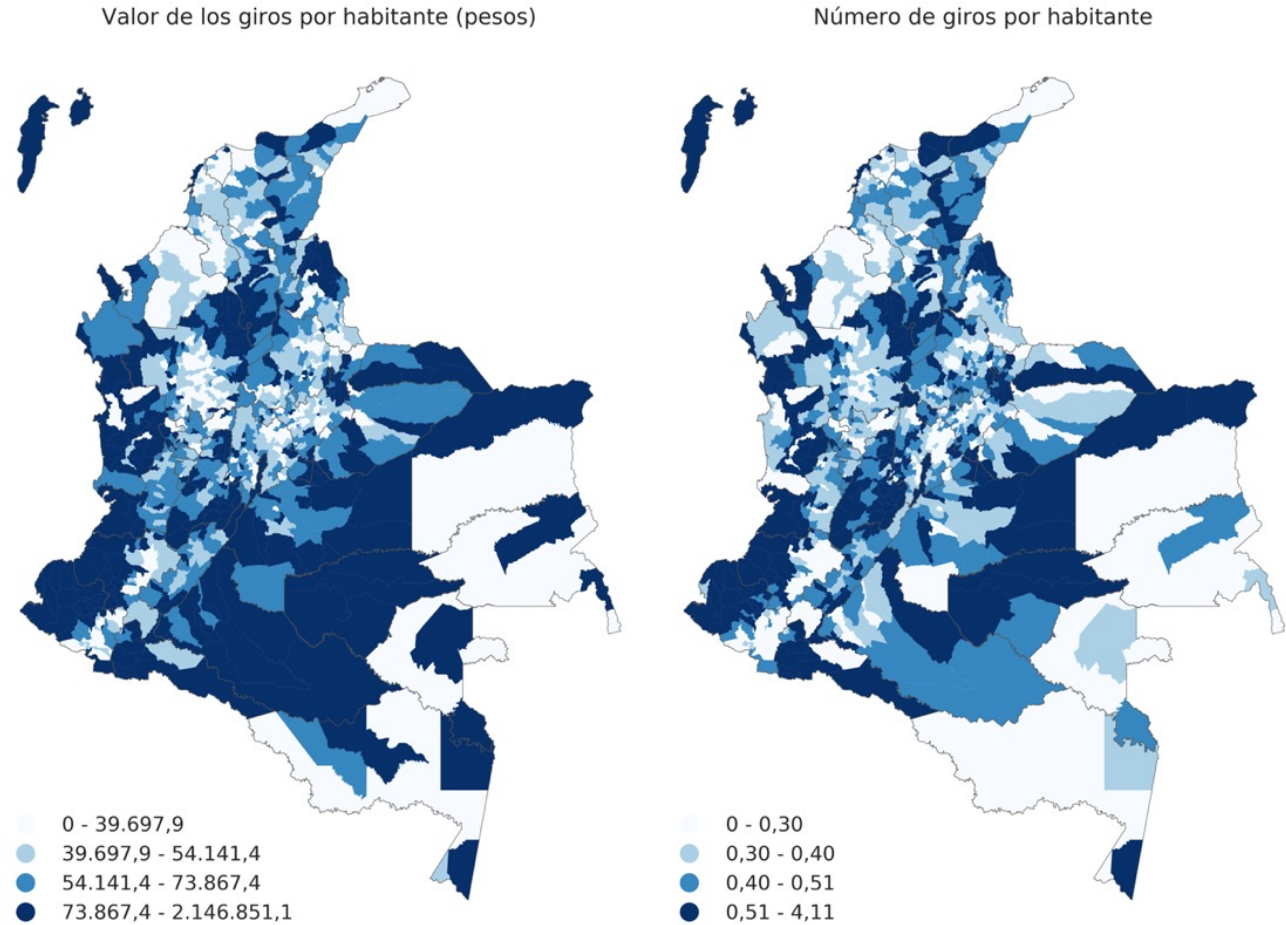 Valor de los giros por habitante (pesos)
Número de giros por habitante
0 - 39.697,9
39.697,9 - 54.141,4
54.141,4 - 73.867,4
73.867,4 - 2.146.851,1
0 - 0,30
0,30 - 0,40
0,40 - 0,51
0,51 - 4,11